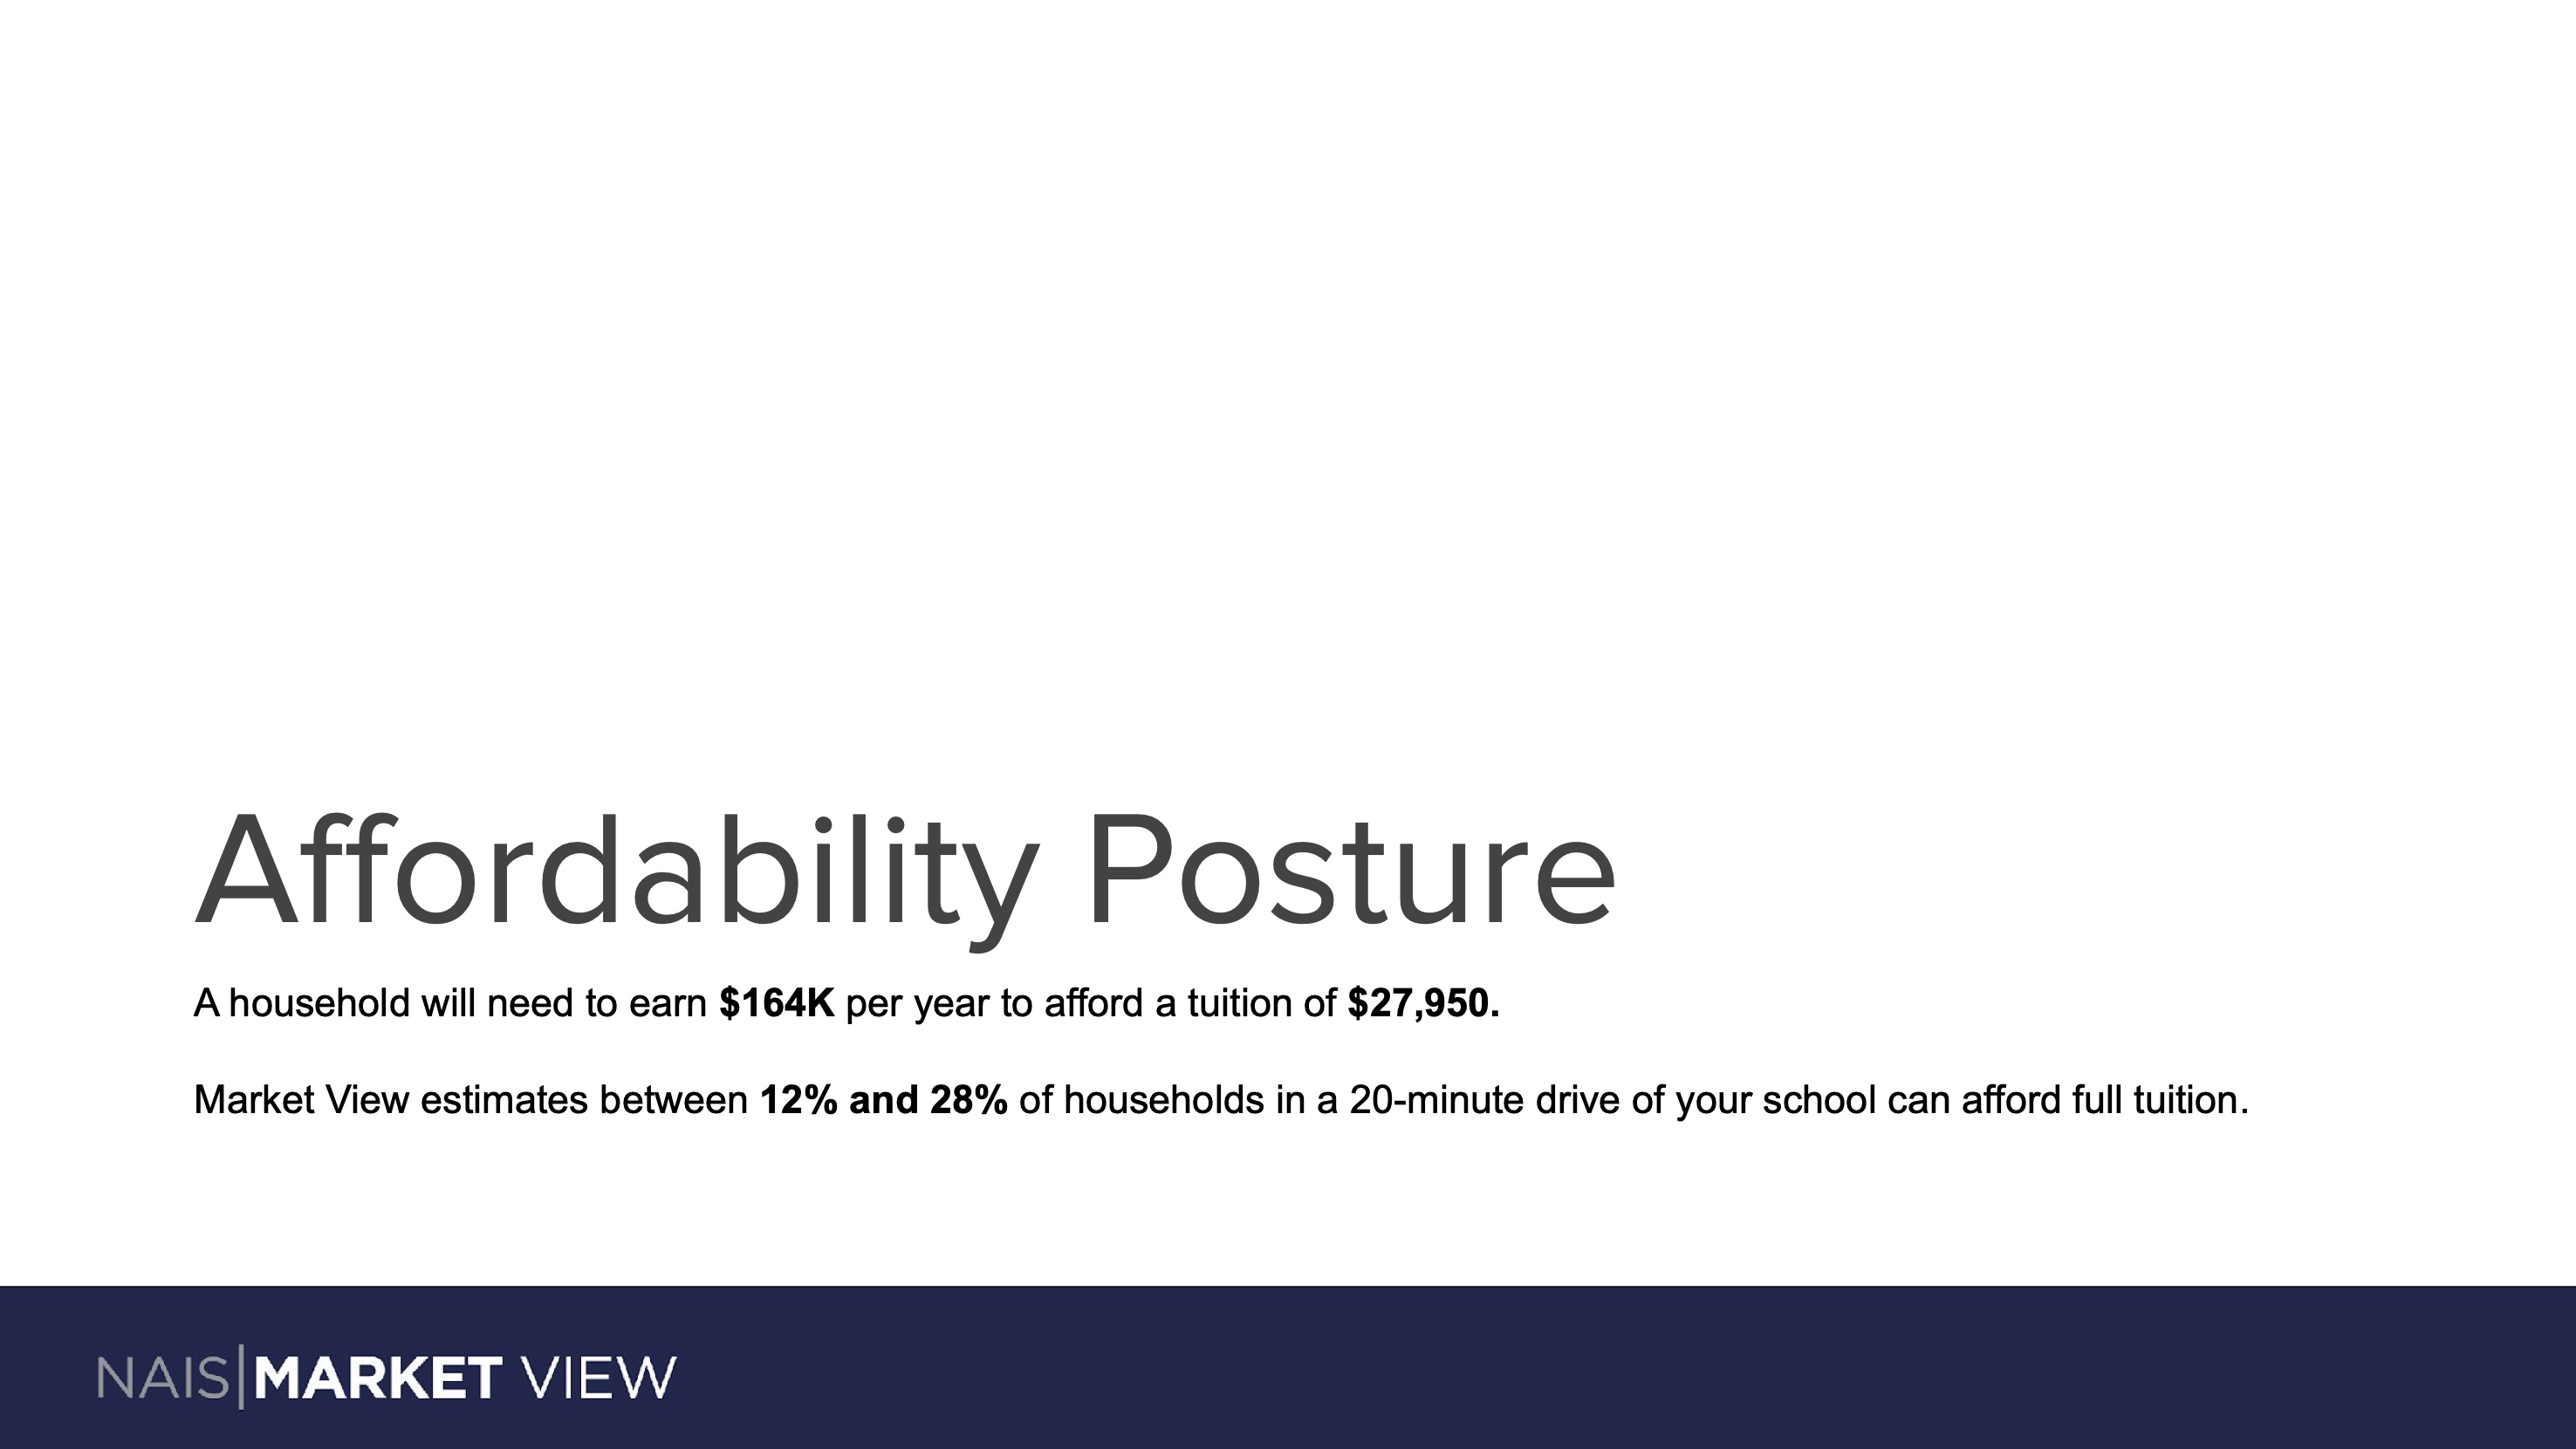 Affordability Posture
A household will need to earn $164K per year to afford a tuition of $27,950.
Market View estimates between 12% and 28% of households in a 20-minute drive of your school can afford full tuition.
NAIS|MARKET VIEW